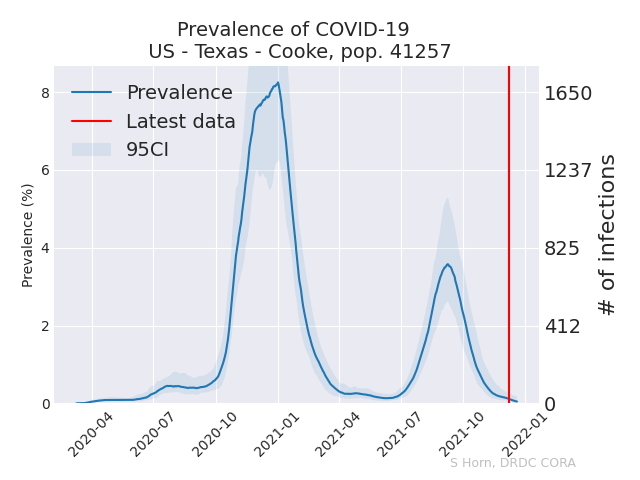 Prevalence of COVID-19
US - Texas - Cooke, pop. 41257
Prevalence
Latest data
95CI
Prevalence (%)
8
6
4
2
0
1650
1237
825
412
0
# of infections
2020-04
2020-07
2020-10
2021-01
2021-04
2021-07
2021-10
2022-01
S Horn, DRDC CORA